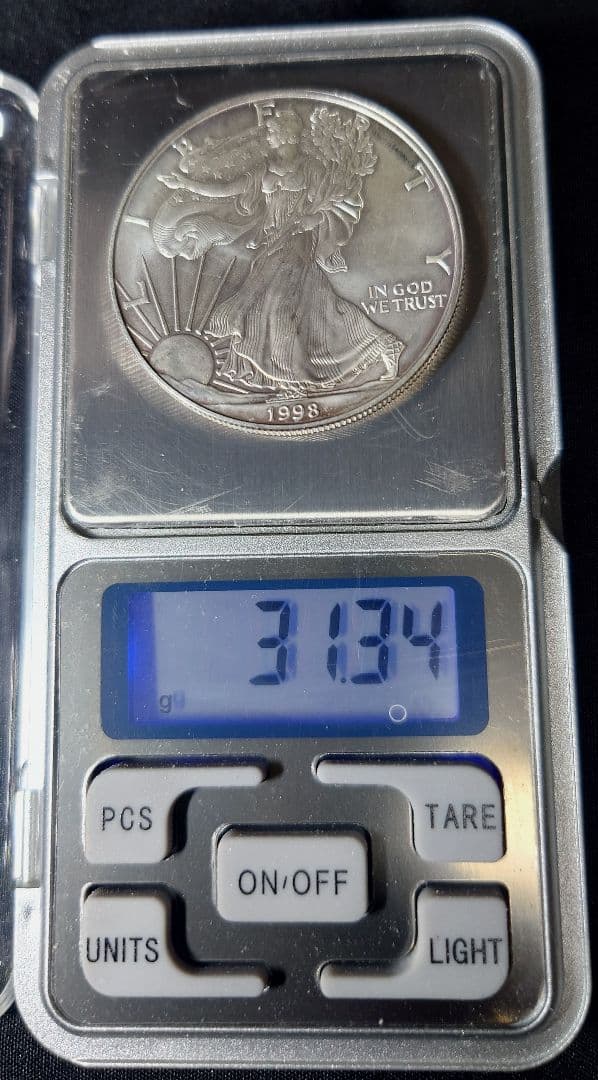 LIBERTY
IN GOD
WE TRUST
1998
31.34
g
PCS
TARE
ON/OFF
UNITS
LIGHT